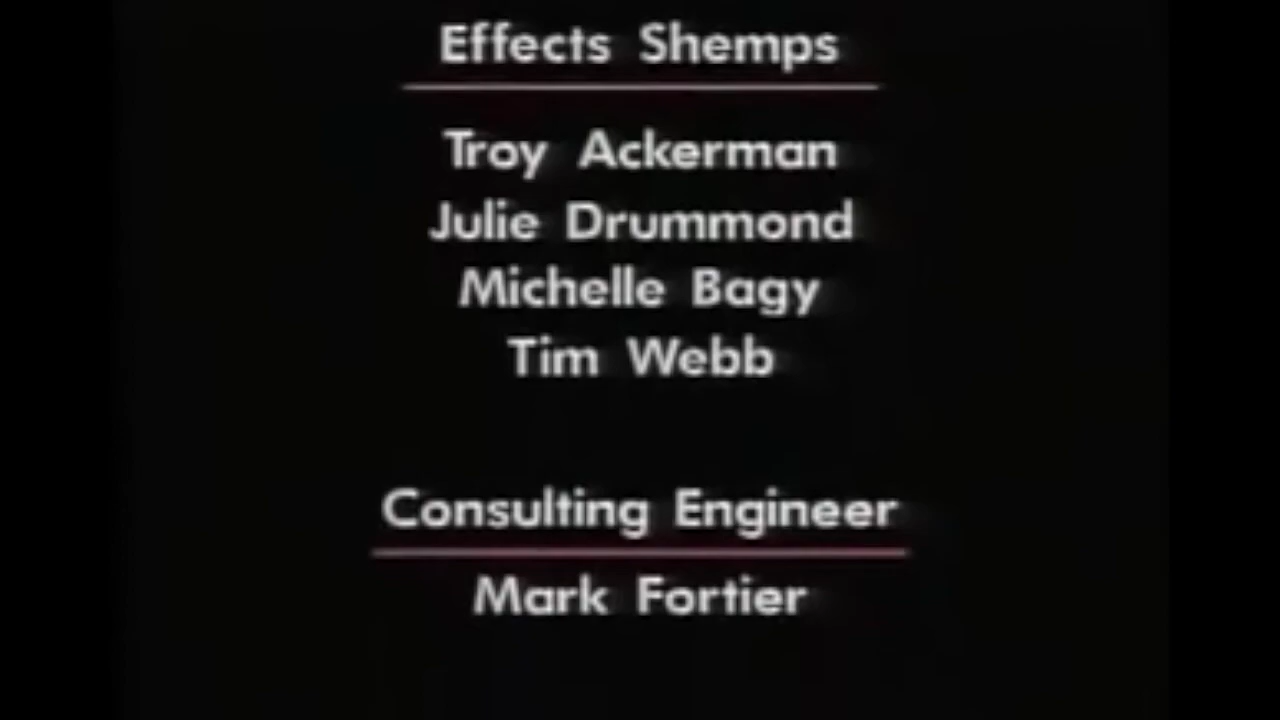 Effects Shemps
Troy Ackerman
Julie Drummond
Michelle Bagy
Tim Webb
Consulting Engineer
Mark Fortier